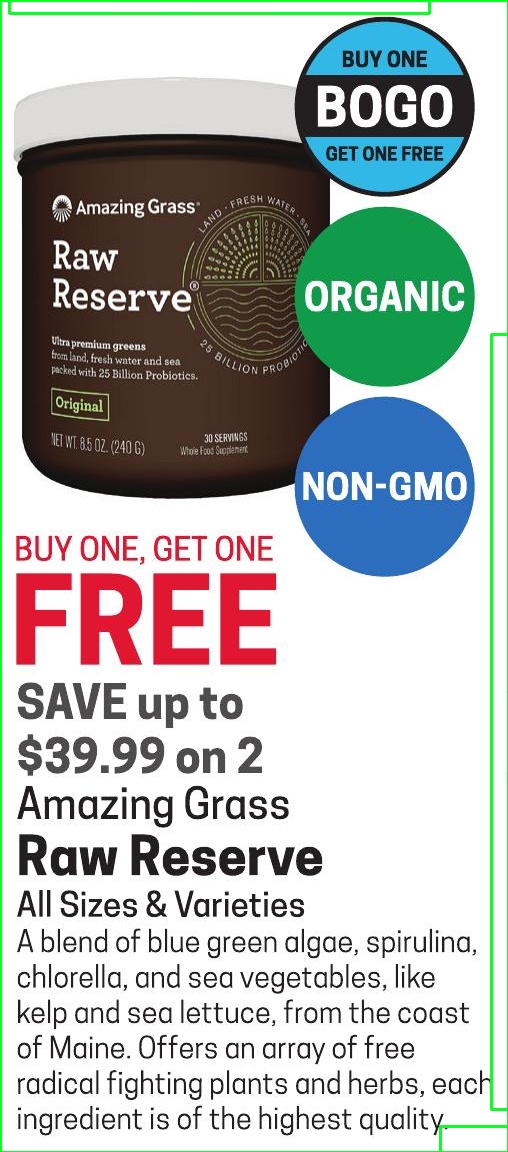 BUY ONE
BOGO
GET ONE FREE
Amazing Grass®
LAND · FRESH WATER · SEA
Raw
Reserve®
ORGANIC
25 BILLION PROBIOTIC
Ultra premium greens
from land, fresh water and sea
packed with 25 Billion Probiotics.
Original
NET WT. 8.5 OZ. (240 G)
30 SERVINGS
Whole Food Supplement
NON-GMO
BUY ONE, GET ONE
FREE
SAVE up to
$39.99 on 2
Amazing Grass
Raw Reserve
All Sizes & Varieties
A blend of blue green algae, spirulina,
chlorella, and sea vegetables, like
kelp and sea lettuce, from the coast
of Maine. Offers an array of free
radical fighting plants and herbs, each
ingredient is of the highest quality.